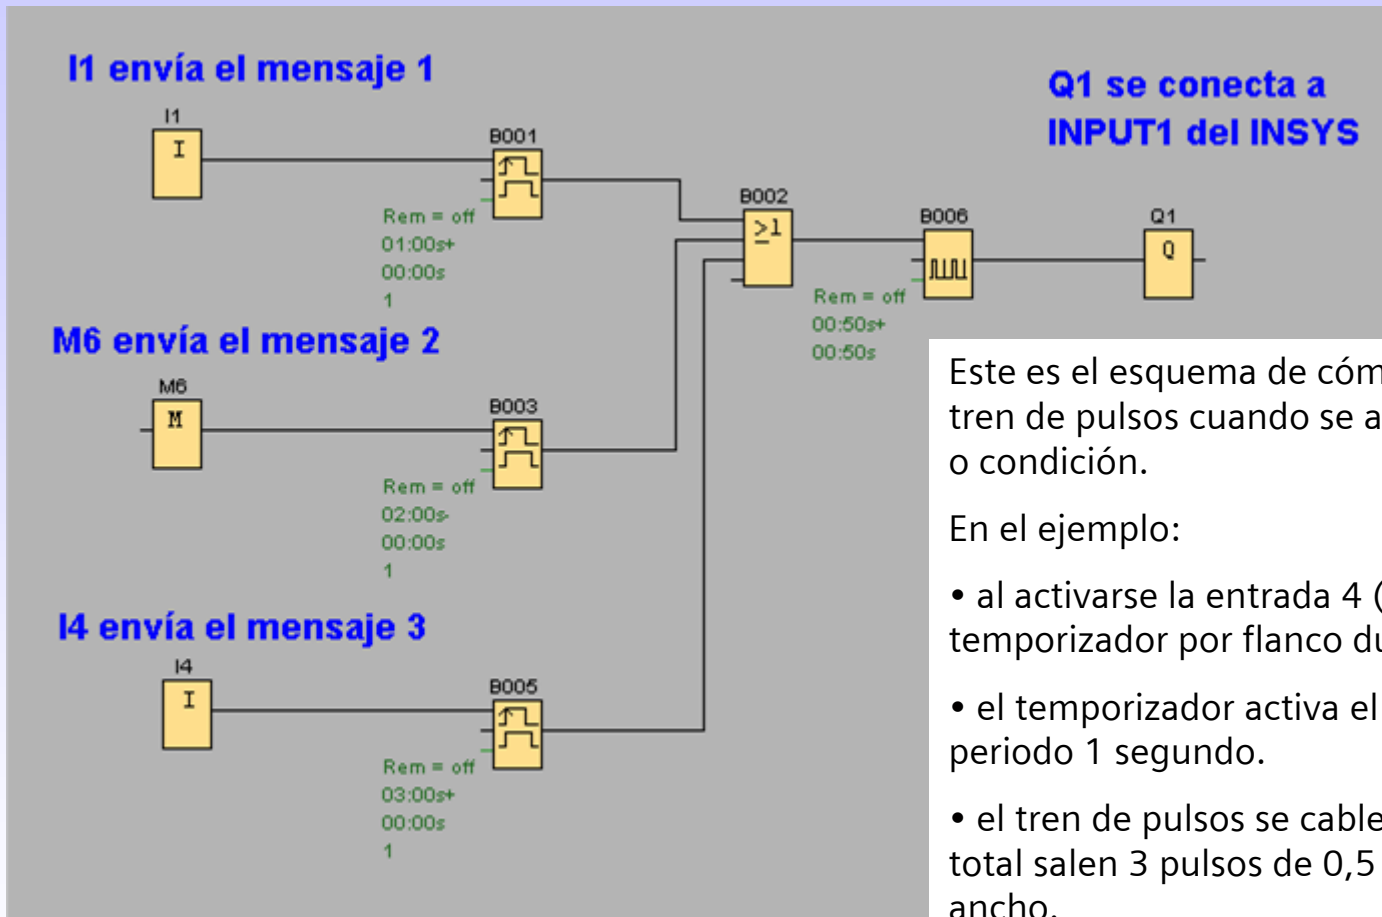 I1 envía el mensaje 1
I1
I
B001
Rem = off
01:00s+
00:00s
1
M6 envía el mensaje 2
M6
M
B003
Rem = off
02:00s-
00:00s
1
I4 envía el mensaje 3
I4
I
B005
Rem = off
03:00s+
00:00s
1
B002
≥1
B006
Rem = off
00:50s+
00:50s
Q1 se conecta a
INPUT1 del INSYS
Q1
Q
Este es el esquema de
tren de pulsos cuando se
o condición.
En el ejemplo:
• al activarse la entrada 4 (
temporizador por flanco
• el temporizador activa el
periodo 1 segundo.
• el tren de pulsos se
total salen 3 pulsos de 0,5
ancho.